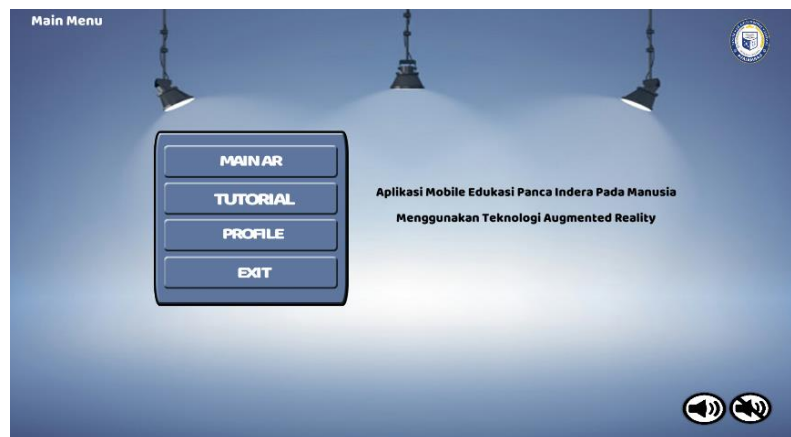 Main Menu
MAIN AR
TUTORIAL
PROFILE
EXIT
Aplikasi Mobile Edukasi Panca Indera Pada Manusia
Menggunakan Teknologi Augmented Reality